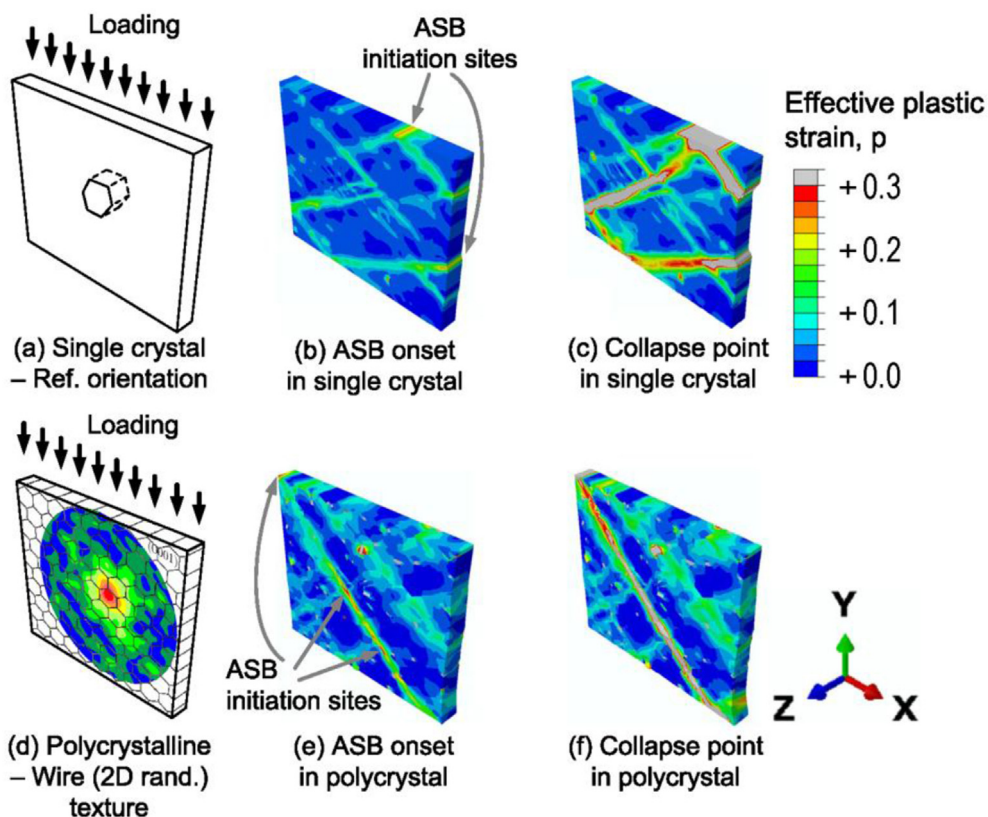 Loading
ASB
initiation sites
Effective plastic
strain, p
+0.3
+0.2
+0.1
+0.0
(a) Single crystal
– Ref. orientation
(b) ASB onset
in single crystal
(c) Collapse point
in single crystal
Loading
(0001)
ASB
initiation sites
Y
Z
X
(d) Polycrystalline
– Wire (2D rand.)
texture
(e) ASB onset
in polycrystal
(f) Collapse point
in polycrystal